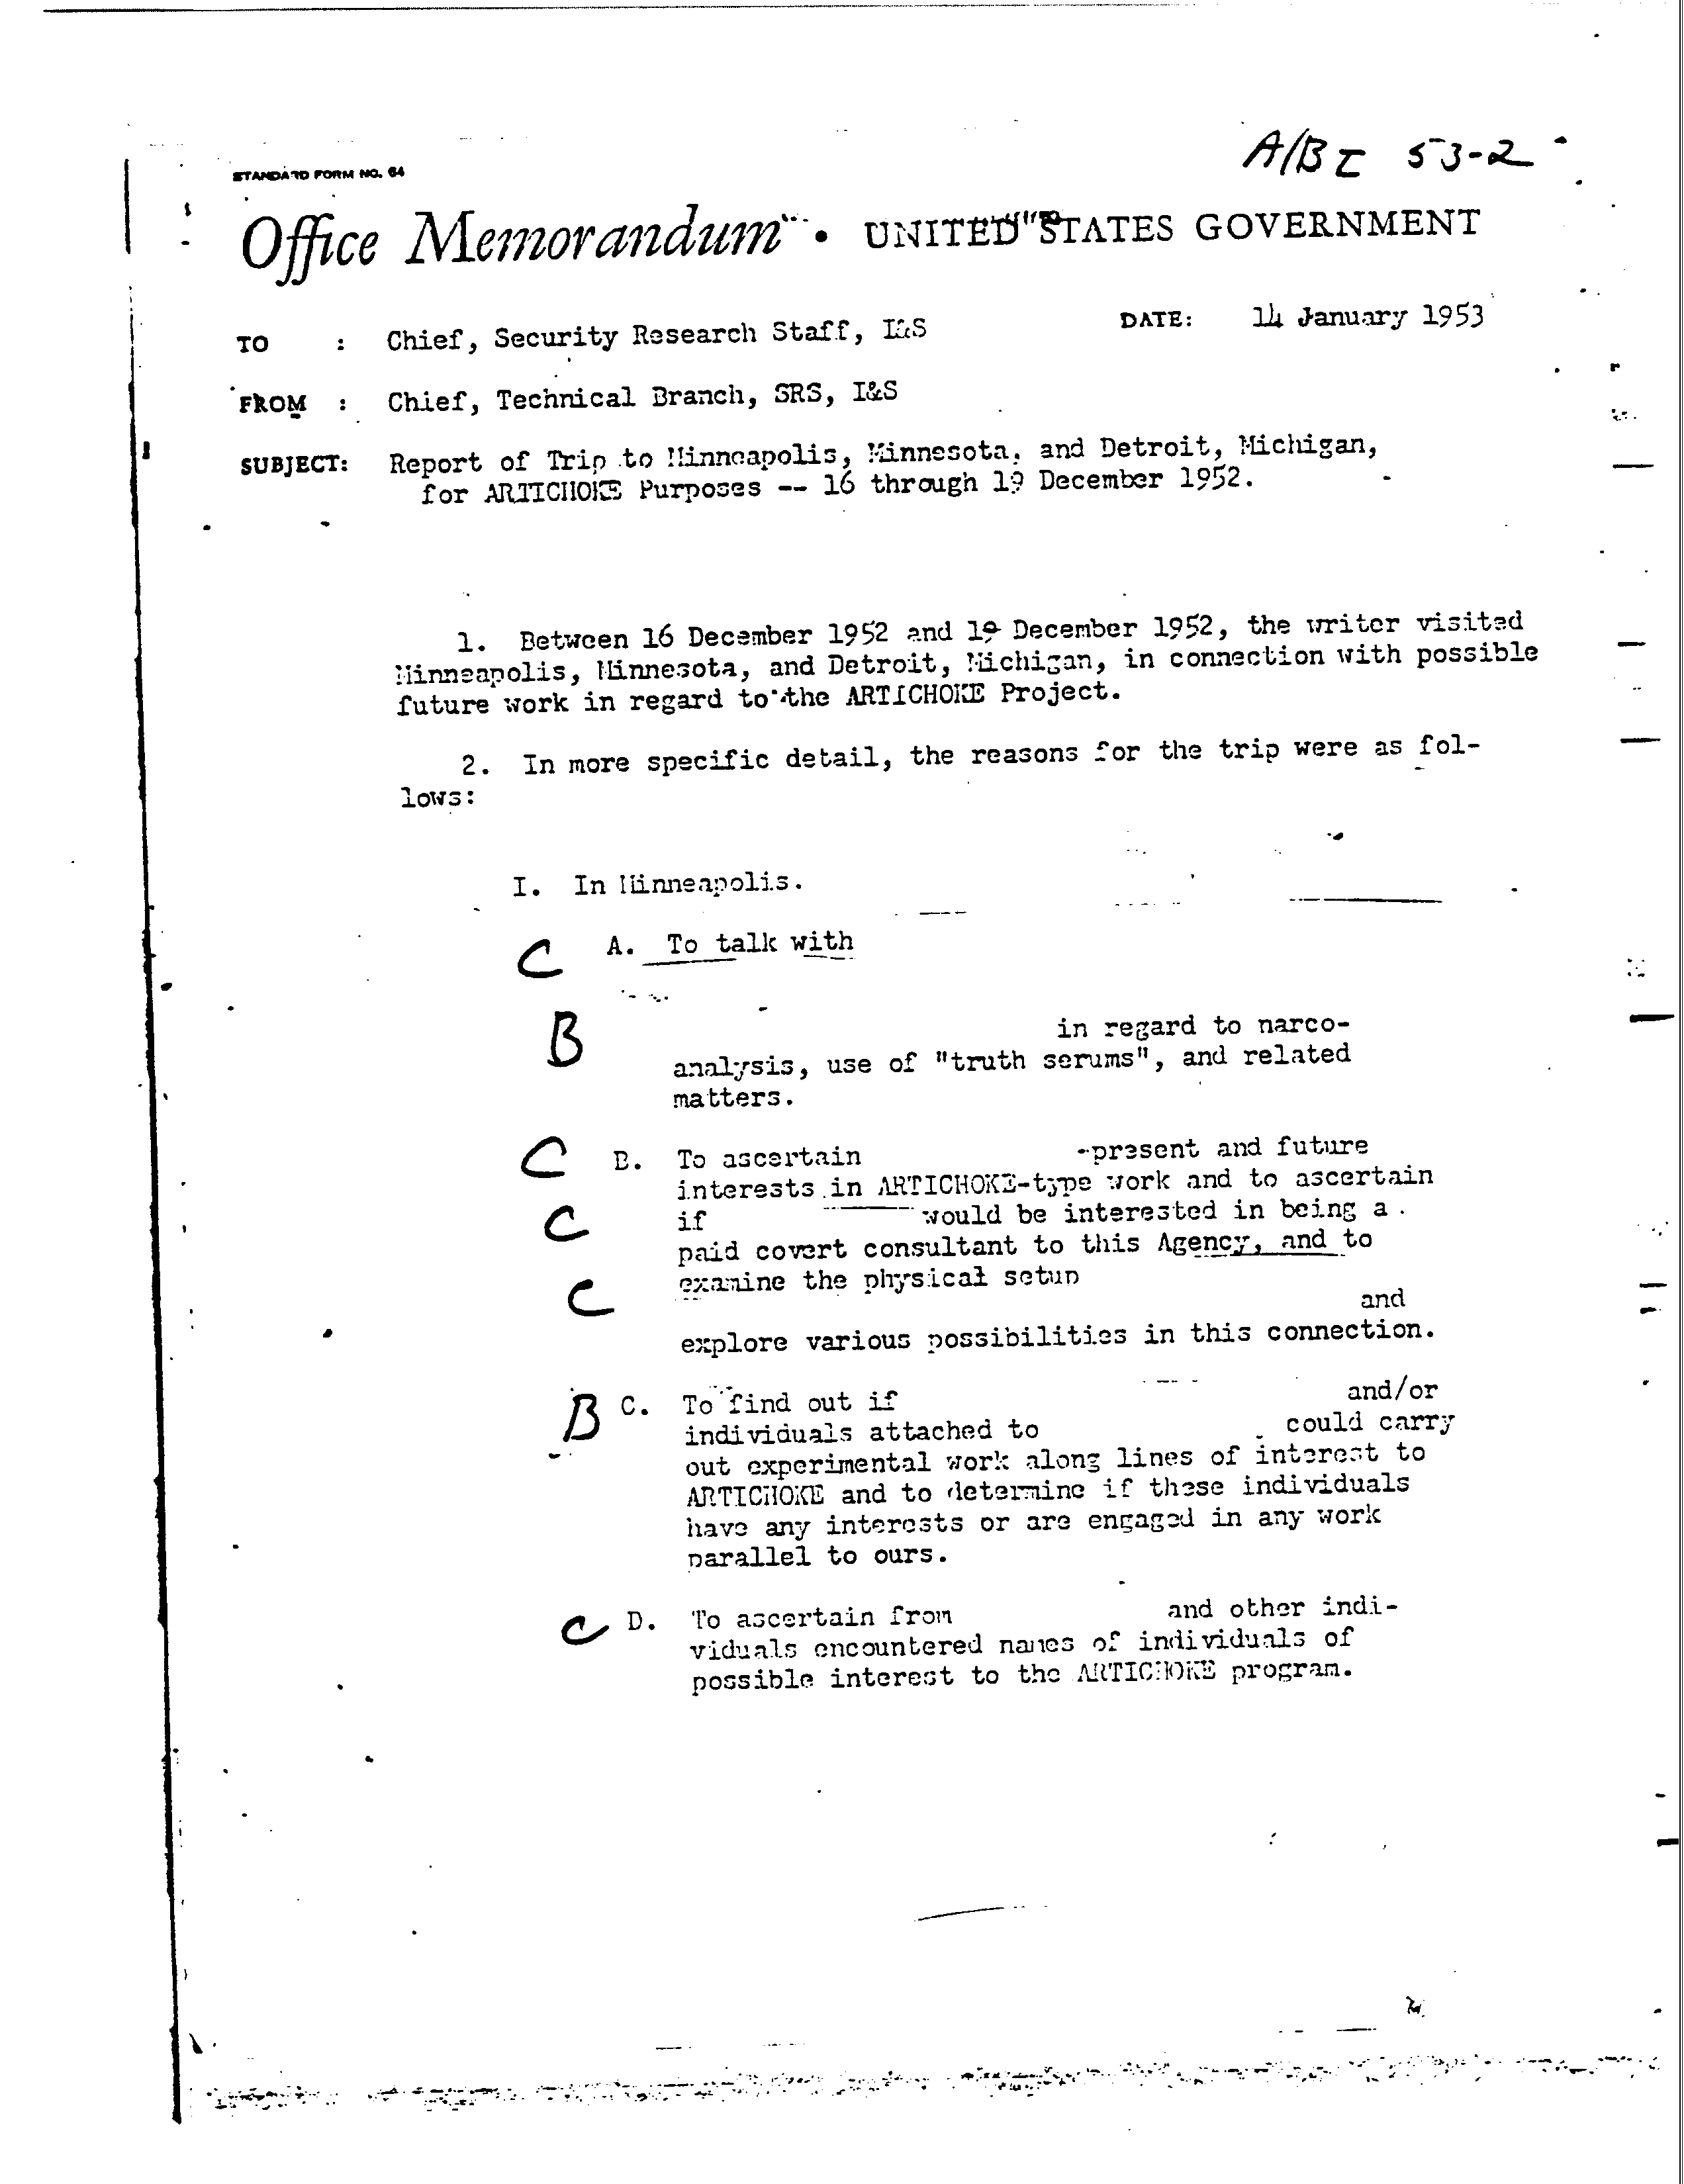 A/B I 53-2
STANDARD FORM NO. 64
Office Memorandum • UNITED STATES GOVERNMENT
TO : Chief, Security Research Staff, I&S DATE: 14 January 1953
FROM : Chief, Technical Branch, SRS, I&S
SUBJECT: Report of Trip to Minneapolis, Minnesota, and Detroit, Michigan,
for ARTICHOKE Purposes -- 16 through 19 December 1952.
1. Between 16 December 1952 and 19 December 1952, the writer visited
Minneapolis, Minnesota, and Detroit, Michigan, in connection with possible
future work in regard to the ARTICHOKE Project.
2. In more specific detail, the reasons for the trip were as fol-
lows:
I. In Minneapolis.
C A. To talk with
B in regard to narco-
analysis, use of "truth serums", and related
matters.
C B. To ascertain present and future
interests in ARTICHOKE-type work and to ascertain
C if would be interested in being a
paid covert consultant to this Agency, and to
C examine the physical setup
and
explore various possibilities in this connection.
B C. To find out if and/or
individuals attached to could carry
out experimental work along lines of interest to
ARTICHOKE and to determine if these individuals
have any interests or are engaged in any work
parallel to ours.
C D. To ascertain from and other indi-
viduals encountered names of individuals of
possible interest to the ARTICHOKE program.